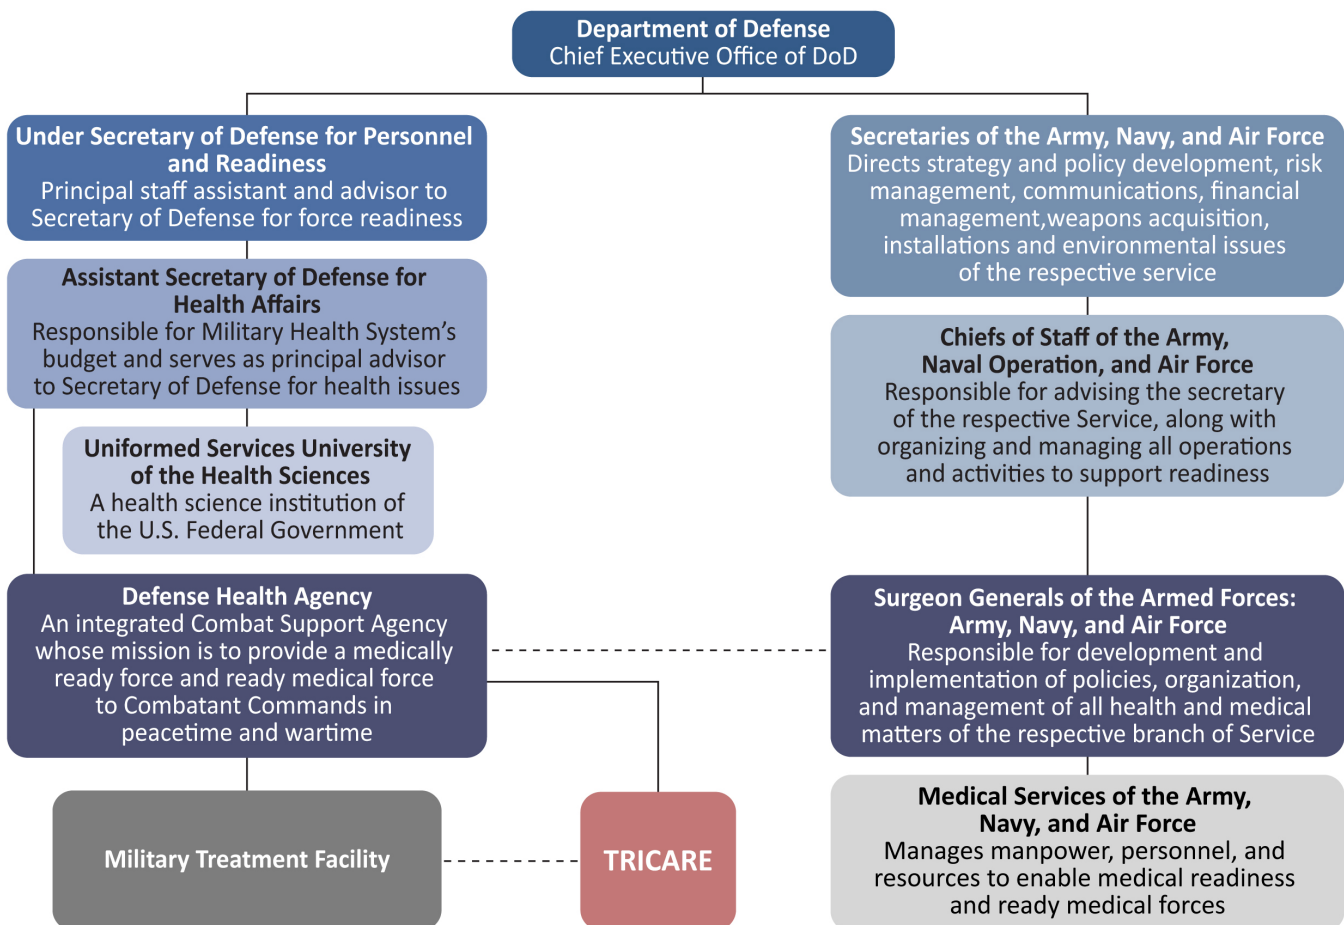 Department of Defense
Chief Executive Office of DoD
Under Secretary of Defense for Personnel
and Readiness
Principal staff assistant and advisor to
Secretary of Defense for force readiness
Assistant Secretary of Defense for
Health Affairs
Responsible for Military Health System's
budget and serves as principal advisor
to Secretary of Defense for health issues
Uniformed Services University
of the Health Sciences
A health science institution of
the U.S. Federal Government
Defense Health Agency
An integrated Combat Support Agency
whose mission is to provide a medically
ready force and ready medical force
to Combatant Commands in
peacetime and wartime
Military Treatment Facility
TRICARE
Secretaries of the Army, Navy, and Air Force
Directs strategy and policy development, risk
management, communications, financial
management,weapons acquisition,
installations and environmental issues
of the respective service
Chiefs of Staff of the Army,
Naval Operation, and Air Force
Responsible for advising the secretary
of the respective Service, along with
organizing and managing all operations
and activities to support readiness
Surgeon Generals of the Armed Forces:
Army, Navy, and Air Force
Responsible for development and
implementation of policies, organization,
and management of all health and medical
matters of the respective branch of Service
Medical Services of the Army,
Navy, and Air Force
Manages manpower, personnel, and
resources to enable medical readiness
and ready medical forces